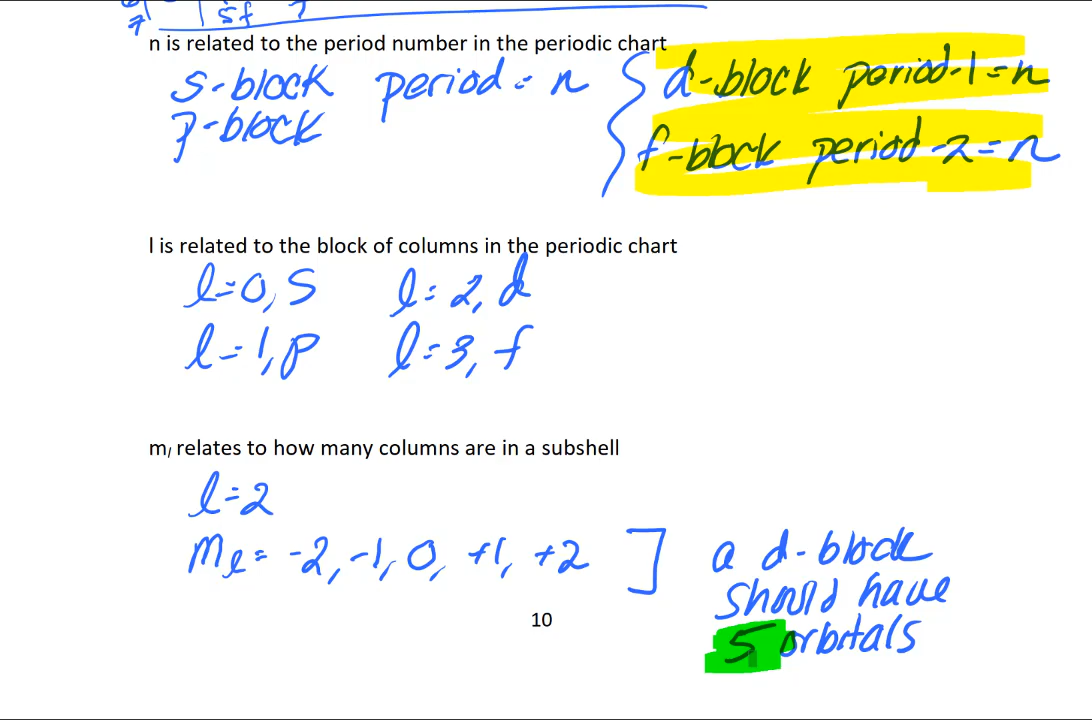 7 5f
n is related to the period number in the periodic chart
s-block period = n { d-block period-1=n
p-block f-block period-2=n
l is related to the block of columns in the periodic chart
l=0, s l=2, d
l=1, p l=3, f
ml relates to how many columns are in a subshell
l=2
ml= -2, -1, 0, +1, +2 ] a d-block
should have
5 orbitals
10